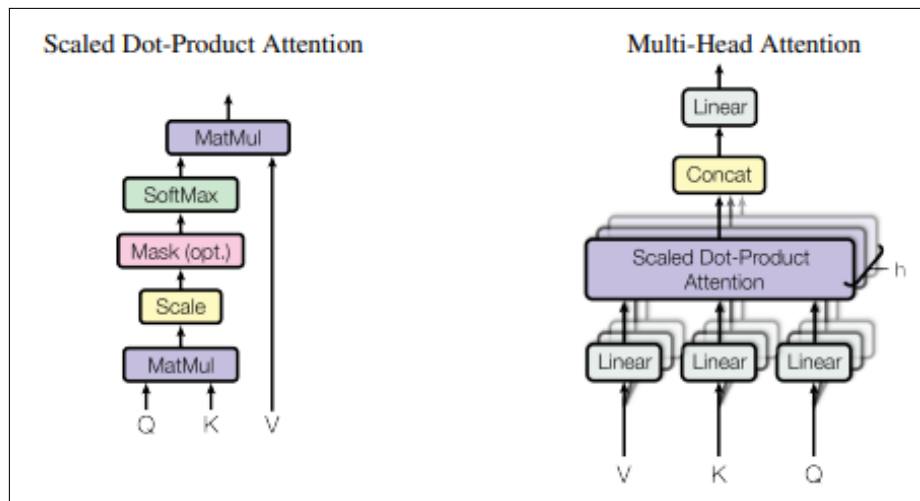 Scaled Dot-Product Attention
MatMul
SoftMax
Mask (opt.)
Scale
MatMul
Q K V
Multi-Head Attention
Linear
Concat
Scaled Dot-Product
Attention
h
Linear Linear Linear
V K Q